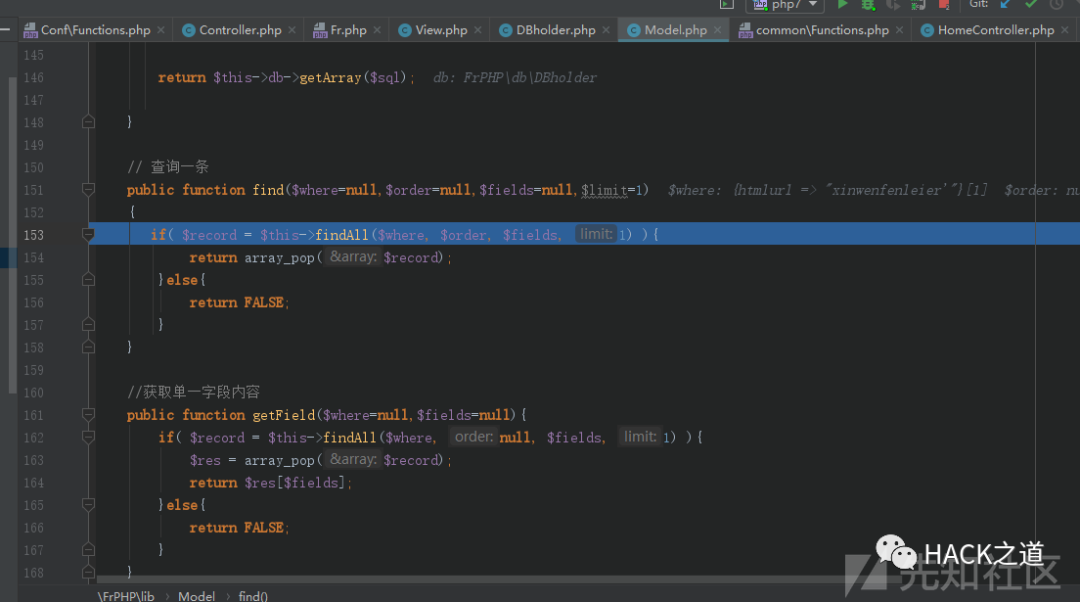 php7 Git:
Conf\Functions.php Controller.php Fr.php View.php DBholder.php Model.php common\Functions.php HomeController.php
145
146 return $this->db->getArray($sql); db: FrPHP\db\DBholder
147
148 }
149
150 // 查询一条
151 public function find($where=null,$order=null,$fields=null,$limit=1) $where: {htmlurl => "xinwenfenleier'"}[1] $order: nu
152 {
153 if( $record = $this->findAll($where, $order, $fields, limit: 1) ){
154 return array_pop( &array: $record);
155 }else{
156 return FALSE;
157 }
158 }
159
160 //获取单一字段内容
161 public function getField($where=null,$fields=null){
162 if( $record = $this->findAll($where, order: null, $fields, limit: 1) ){
163 $res = array_pop( &array: $record);
164 return $res[$fields];
165 }else{
166 return FALSE;
167 }
168 }
HACK之道
先知社区
\FrPHP\lib › Model › find()